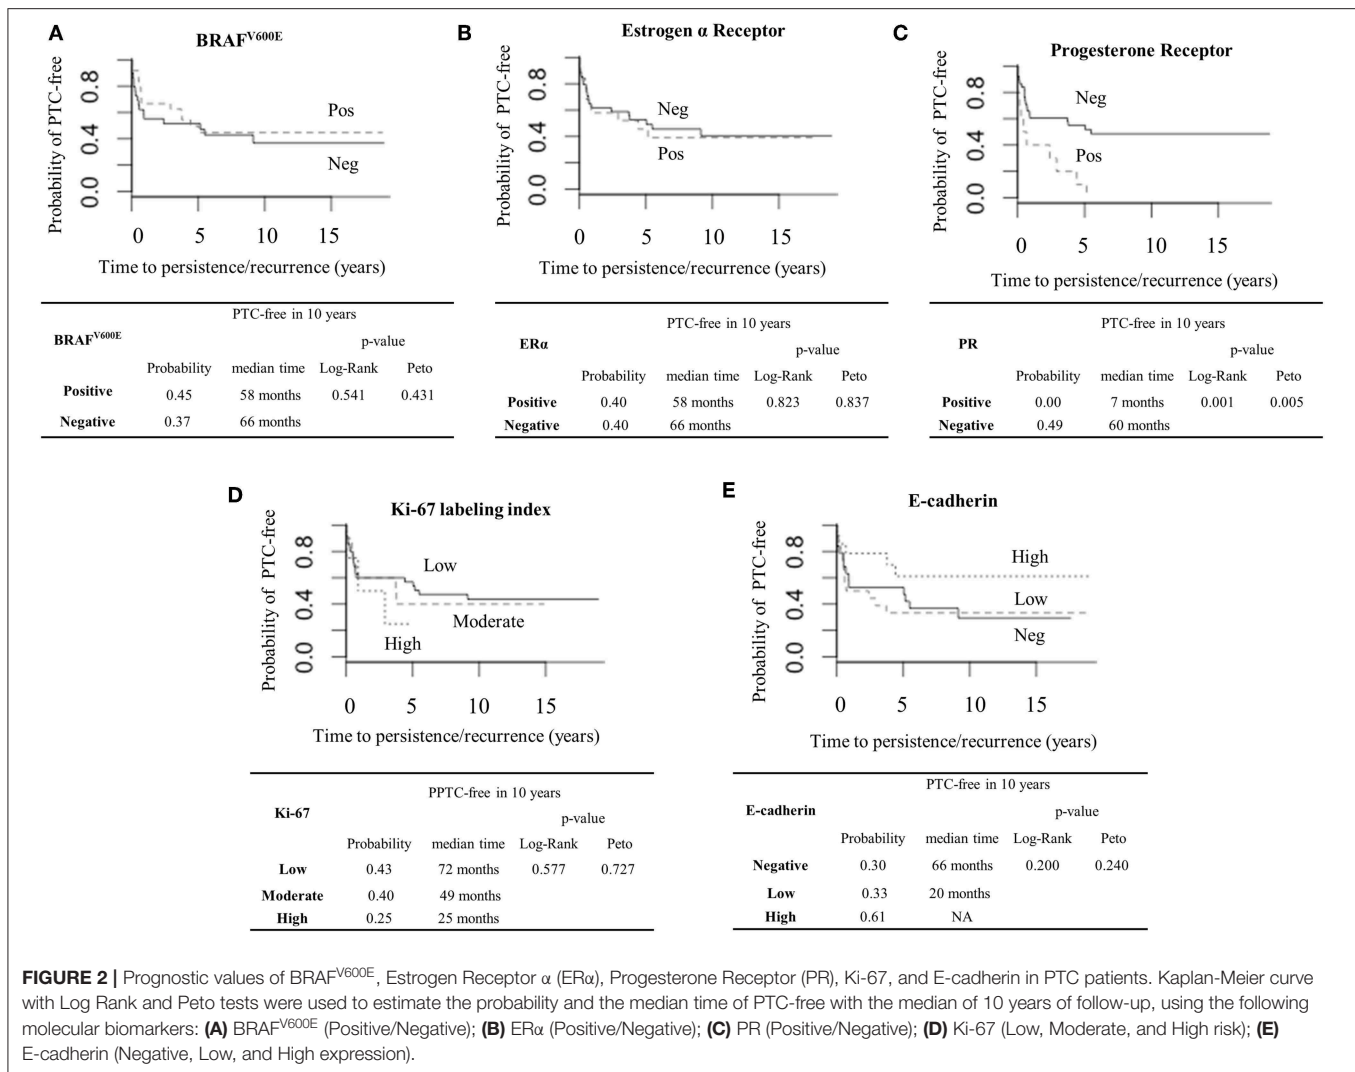 A
BRAFV600E
Probability of PTC-free
0.8
0.4
0.0
Pos
Neg
0 5 10 15
Time to persistence/recurrence (years)
PTC-free in 10 years
BRAFV600E
p-value
Probability median time Log-Rank Peto
Positive 0.45 58 months 0.541 0.431
Negative 0.37 66 months
B
Estrogen α Receptor
Probability of PTC-free
0.8
0.4
0.0
Neg
Pos
0 5 10 15
Time to persistence/recurrence (years)
PTC-free in 10 years
ERα
p-value
Probability median time Log-Rank Peto
Positive 0.40 58 months 0.823 0.837
Negative 0.40 66 months
C
Progesterone Receptor
Probability of PTC-free
0.8
0.4
0.0
Neg
Pos
0 5 10 15
Time to persistence/recurrence (years)
PTC-free in 10 years
PR
p-value
Probability median time Log-Rank Peto
Positive 0.00 7 months 0.001 0.005
Negative 0.49 60 months
D
Ki-67 labeling index
Probability of PTC-free
0.8
0.4
0.0
Low
Moderate
High
0 5 10 15
Time to persistence/recurrence (years)
PPTC-free in 10 years
Ki-67
p-value
Probability median time Log-Rank Peto
Low 0.43 72 months 0.577 0.727
Moderate 0.40 49 months
High 0.25 25 months
E
E-cadherin
Probability of PTC-free
0.8
0.4
0.0
High
Low
Neg
0 5 10 15
Time to persistence/recurrence (years)
PTC-free in 10 years
E-cadherin
p-value
Probability median time Log-Rank Peto
Negative 0.30 66 months 0.200 0.240
Low 0.33 20 months
High 0.61 NA
FIGURE 2 | Prognostic values of BRAFV600E, Estrogen Receptor α (ERα), Progesterone Receptor (PR), Ki-67, and E-cadherin in PTC patients. Kaplan-Meier curve
with Log Rank and Peto tests were used to estimate the probability and the median time of PTC-free with the median of 10 years of follow-up, using the following
molecular biomarkers: (A) BRAFV600E (Positive/Negative); (B) ERα (Positive/Negative); (C) PR (Positive/Negative); (D) Ki-67 (Low, Moderate, and High risk); (E)
E-cadherin (Negative, Low, and High expression).